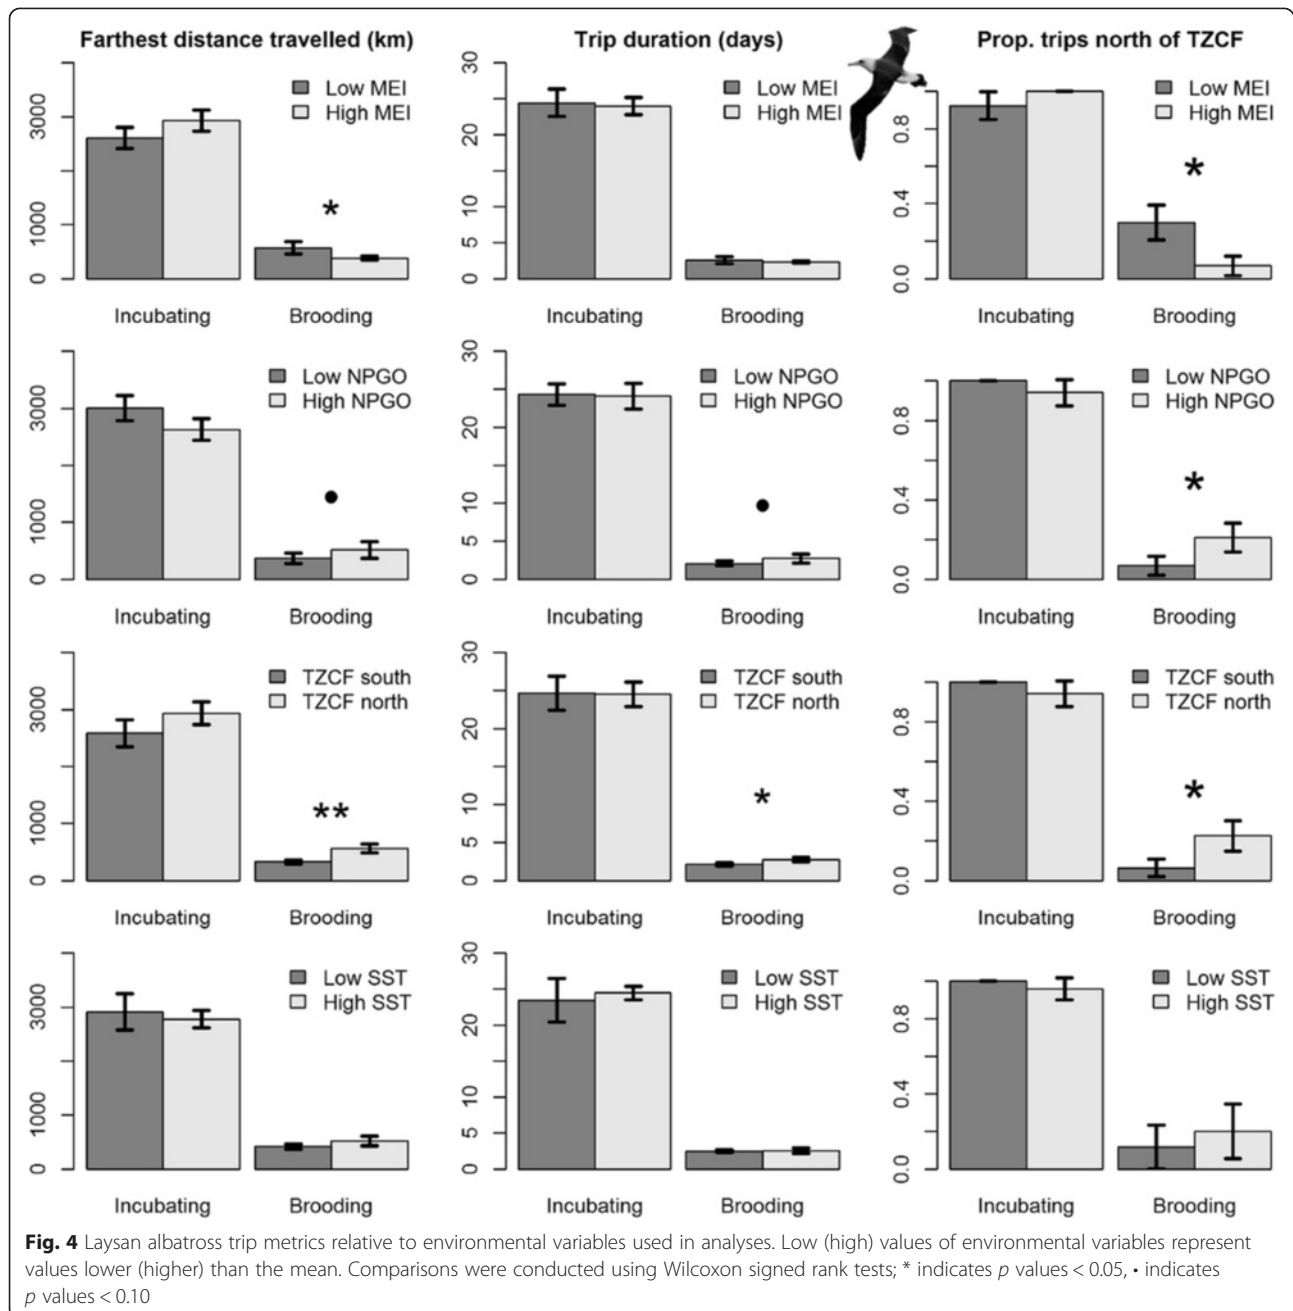 Farthest distance travelled (km)
Trip duration (days)
Prop. trips north of TZCF
0 1000 3000
Low MEI
High MEI
*
Incubating Brooding
0 5 10 20 30
Low MEI
High MEI
Incubating Brooding
0.0 0.4 0.8
Low MEI
High MEI
*
Incubating Brooding
0 1000 3000
Low NPGO
High NPGO
•
Incubating Brooding
0 5 10 20 30
Low NPGO
High NPGO
•
Incubating Brooding
0.0 0.4 0.8
Low NPGO
High NPGO
*
Incubating Brooding
0 1000 3000
TZCF south
TZCF north
**
Incubating Brooding
0 5 10 20 30
TZCF south
TZCF north
*
Incubating Brooding
0.0 0.4 0.8
TZCF south
TZCF north
*
Incubating Brooding
0 1000 3000
Low SST
High SST
Incubating Brooding
0 5 10 20 30
Low SST
High SST
Incubating Brooding
0.0 0.4 0.8
Low SST
High SST
Incubating Brooding
Fig. 4 Laysan albatross trip metrics relative to environmental variables used in analyses. Low (high) values of environmental variables represent
values lower (higher) than the mean. Comparisons were conducted using Wilcoxon signed rank tests; * indicates p values < 0.05, • indicates
p values < 0.10